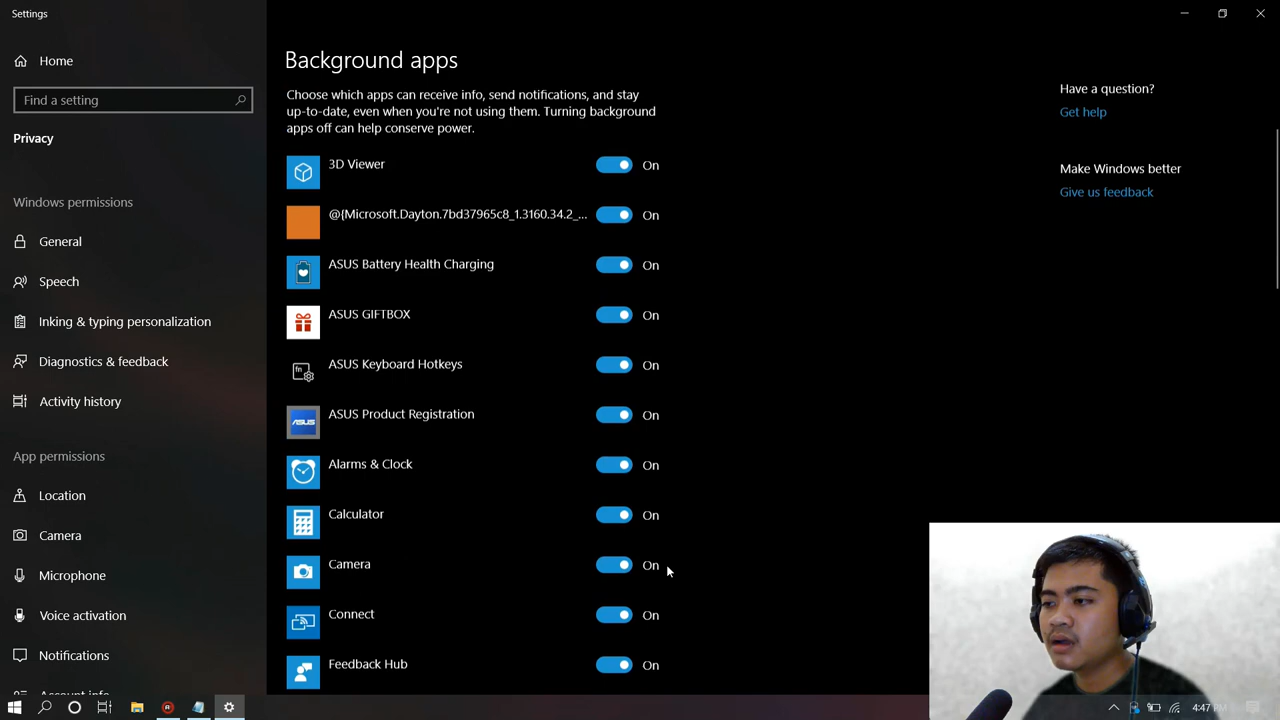 Settings
Home
Find a setting
Privacy
Windows permissions
General
Speech
Inking & typing personalization
Diagnostics & feedback
Activity history
App permissions
Location
Camera
Microphone
Voice activation
Notifications
Account info
Background apps
Choose which apps can receive info, send notifications, and stay
up-to-date, even when you're not using them. Turning background
apps off can help conserve power.
3D Viewer On
@{Microsoft.Dayton.7bd37965c8_1.3160.34.2_... On
ASUS Battery Health Charging On
ASUS GIFTBOX On
fn
ASUS Keyboard Hotkeys On
ASUS
ASUS Product Registration On
Alarms & Clock On
Calculator On
Camera On
Connect On
Feedback Hub On
Have a question?
Get help
Make Windows better
Give us feedback
4:47 PM